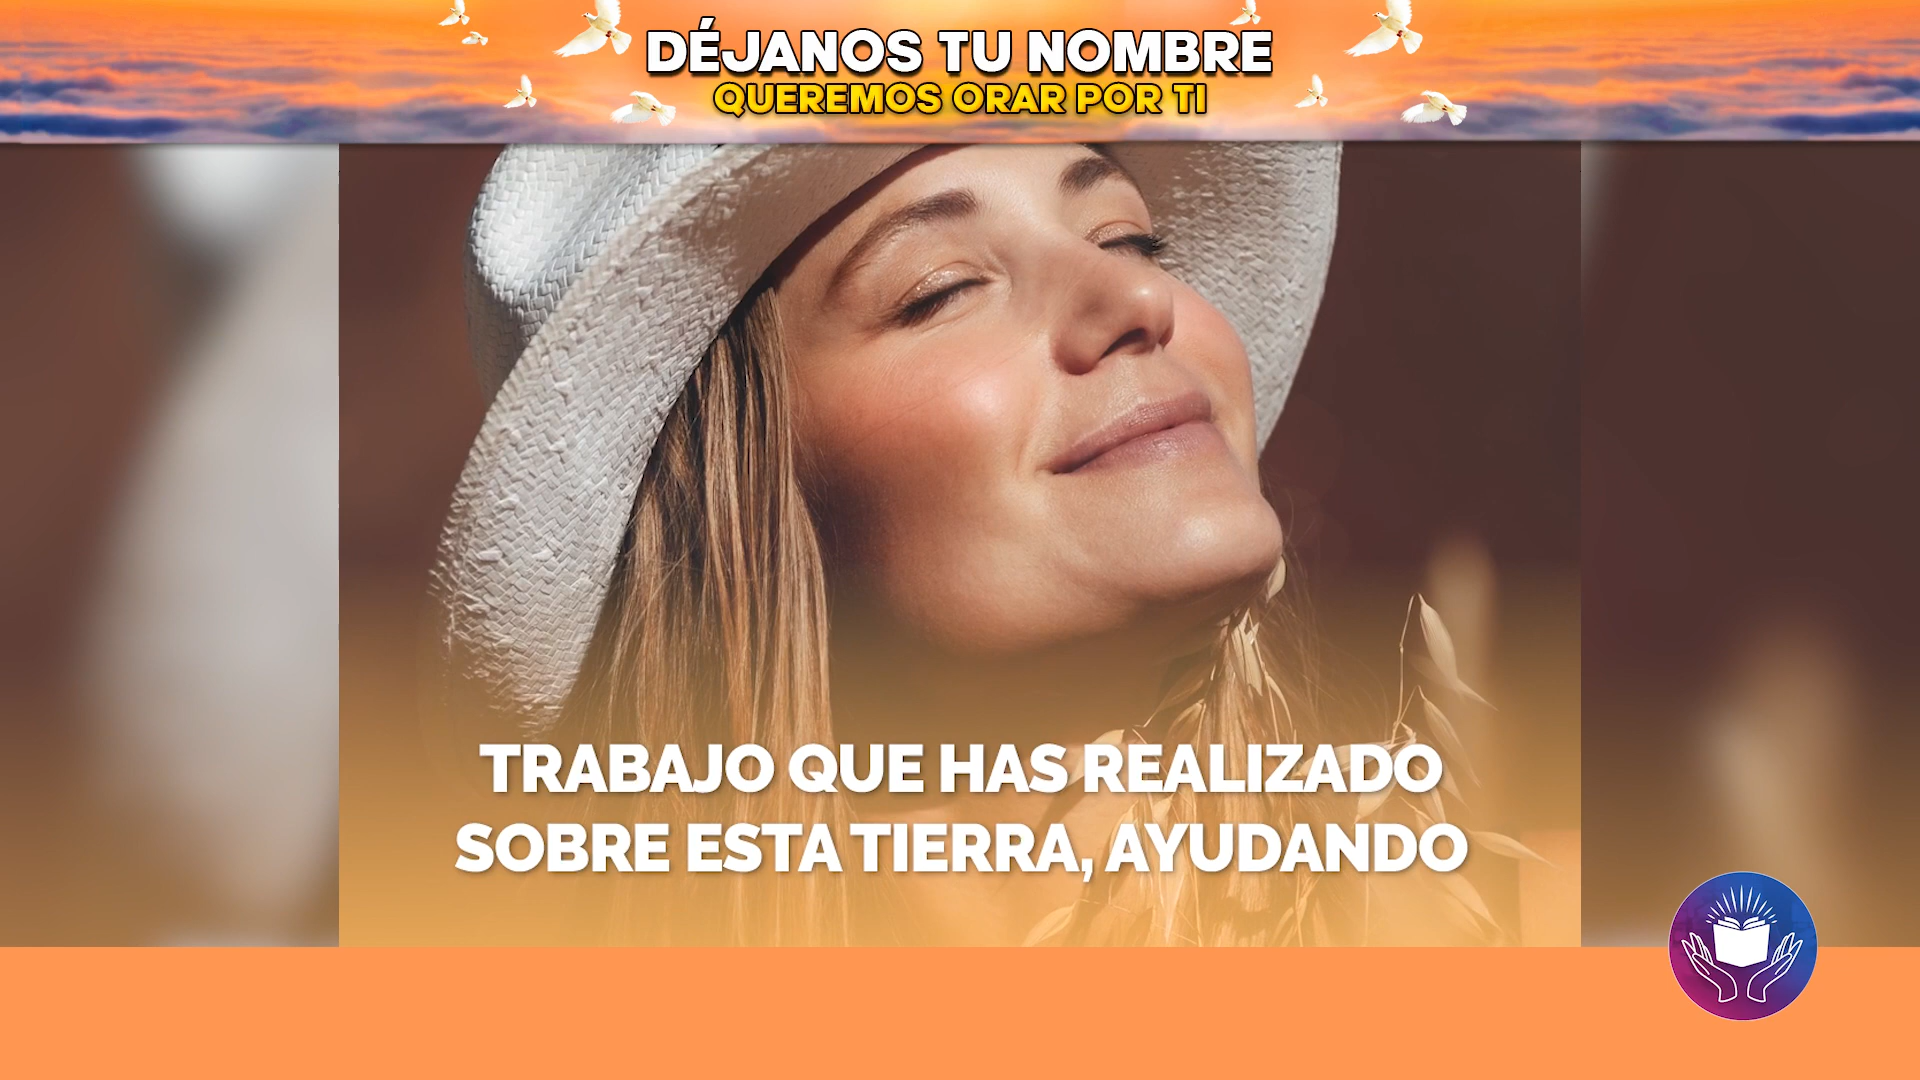 DÉJANOS TU NOMBRE
QUEREMOS ORAR POR TI
TRABAJO QUE HAS REALIZADO
SOBRE ESTA TIERRA, AYUDANDO